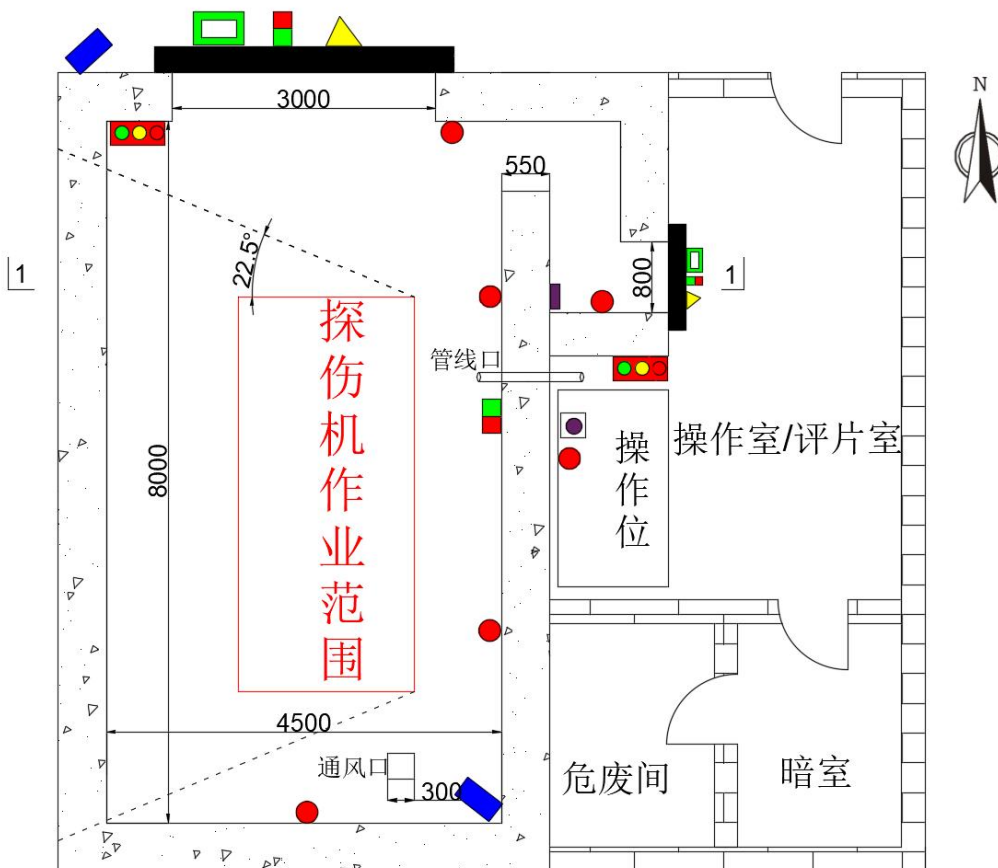 N
3000
550
22.5°
800
1
1
探伤机作业范围
管线口
8000
操作室/评片室
操作位
4500
通风口
300
危废间
暗室